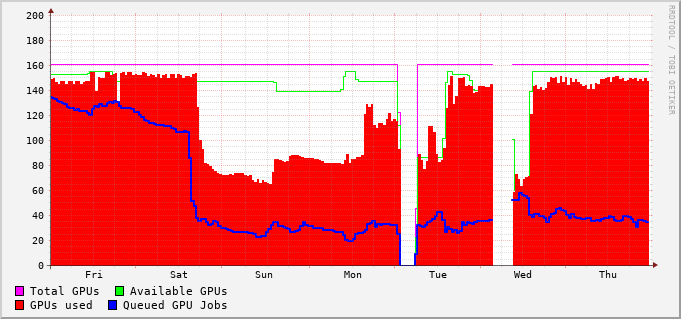 200
180
160
140
120
100
80
60
40
20
0
Fri Sat Sun Mon Tue Wed Thu
Total GPUs Available GPUs
GPUs used Queued GPU Jobs
RRDTOOL / TOBI OETIKER